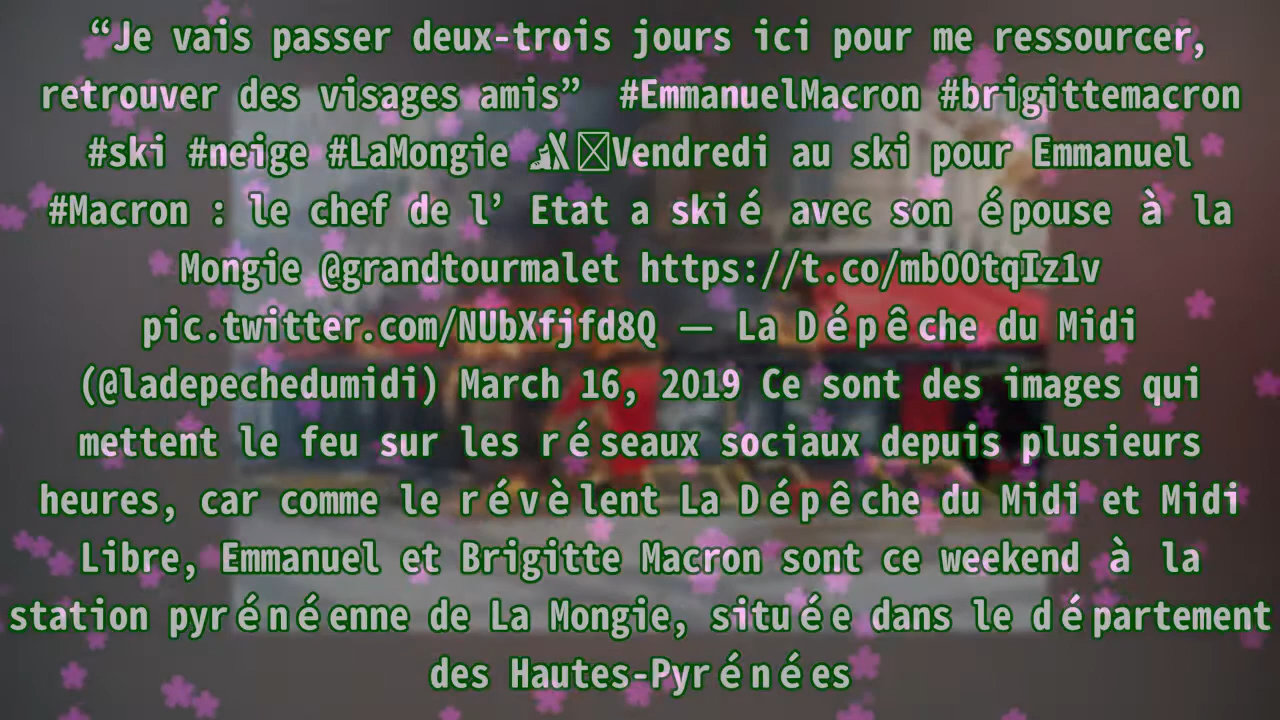 “Je vais passer deux-trois jours ici pour me ressourcer,
retrouver des visages amis” #EmmanuelMacron #brigittemacron
#ski #neige #LaMongie 🎿Vendredi au ski pour Emmanuel
#Macron : le chef de l’ Etat a skié avec son épouse à la
Mongie @grandtourmalet https://t.co/mbOOtqIz1v
pic.twitter.com/NUbXfjfd8Q — La Dépêche du Midi
(@ladepechedumidi) March 16, 2019 Ce sont des images qui
mettent le feu sur les réseaux sociaux depuis plusieurs
heures, car comme le révèlent La Dépêche du Midi et Midi
Libre, Emmanuel et Brigitte Macron sont ce weekend à la
station pyrénéenne de La Mongie, située dans le département
des Hautes-Pyrénées